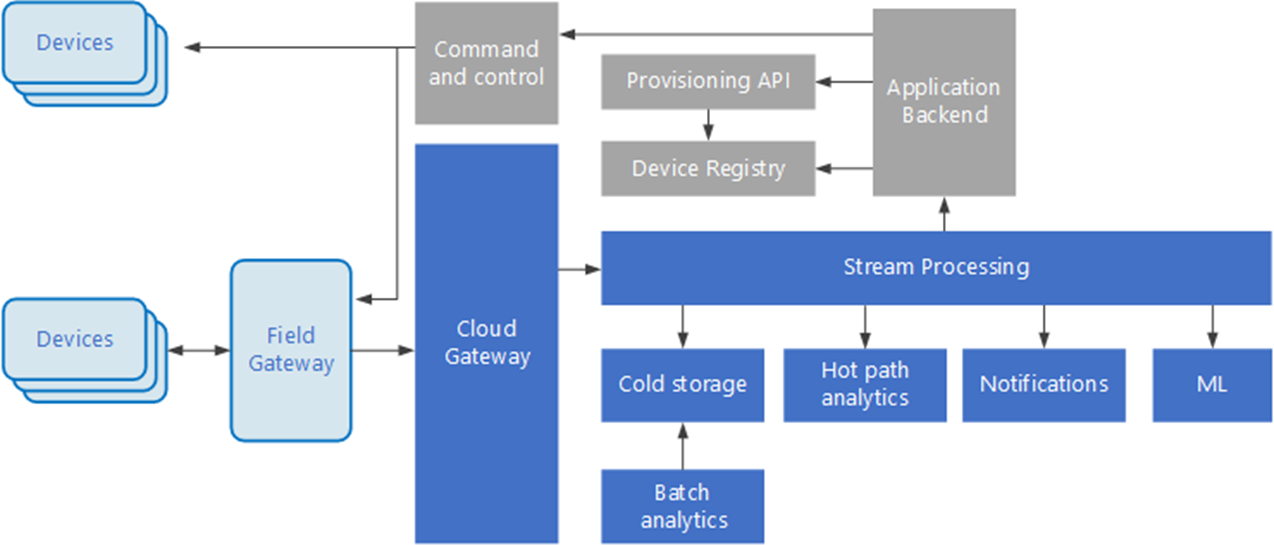 Devices
Command
and control
Provisioning API
Application
Backend
Device Registry
Stream Processing
Devices
Field
Gateway
Cloud
Gateway
Cold storage
Hot path
analytics
Notifications
ML
Batch
analytics